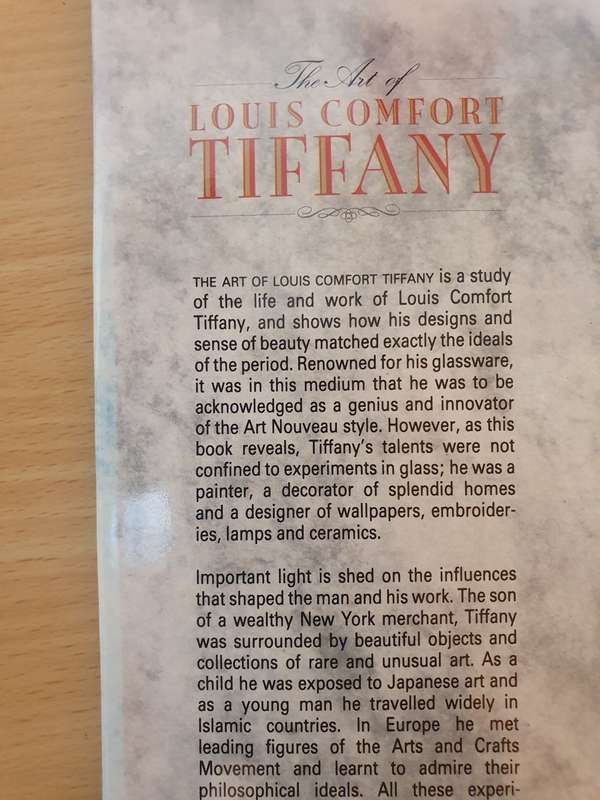 The Art of
LOUIS COMFORT
TIFFANY
THE ART OF LOUIS COMFORT TIFFANY is a study
of the life and work of Louis Comfort
Tiffany, and shows how his designs and
sense of beauty matched exactly the ideals
of the period. Renowned for his glassware,
it was in this medium that he was to be
acknowledged as a genius and innovator
of the Art Nouveau style. However, as this
book reveals, Tiffany's talents were not
confined to experiments in glass; he was a
painter, a decorator of splendid homes
and a designer of wallpapers, embroider-
ies, lamps and ceramics.
Important light is shed on the influences
that shaped the man and his work. The son
of a wealthy New York merchant, Tiffany
was surrounded by beautiful objects and
collections of rare and unusual art. As a
child he was exposed to Japanese art and
as a young man he travelled widely in
Islamic countries. In Europe he met
leading figures of the Arts and Crafts
Movement and learnt to admire their
philosophical ideals. All these experi-